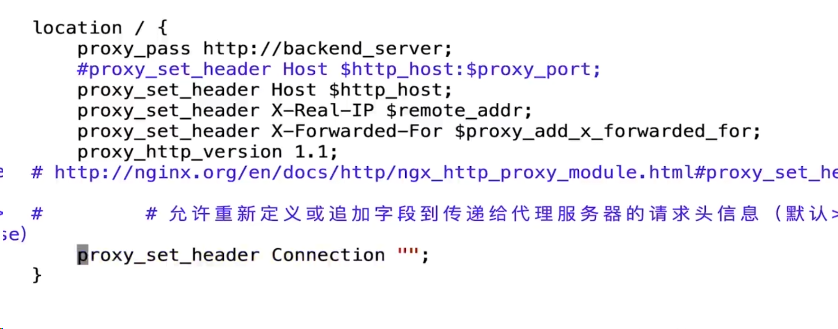 location / {
proxy_pass http://backend_server;
#proxy_set_header Host $http_host:$proxy_port;
proxy_set_header Host $http_host;
proxy_set_header X-Real-IP $remote_addr;
proxy_set_header X-Forwarded-For $proxy_add_x_forwarded_for;
proxy_http_version 1.1;
# http://nginx.org/en/docs/http/ngx_http_proxy_module.html#proxy_set_he
# # 允许重新定义或追加字段到传递给代理服务器的请求头信息（默认>
se)
proxy_set_header Connection "";
}